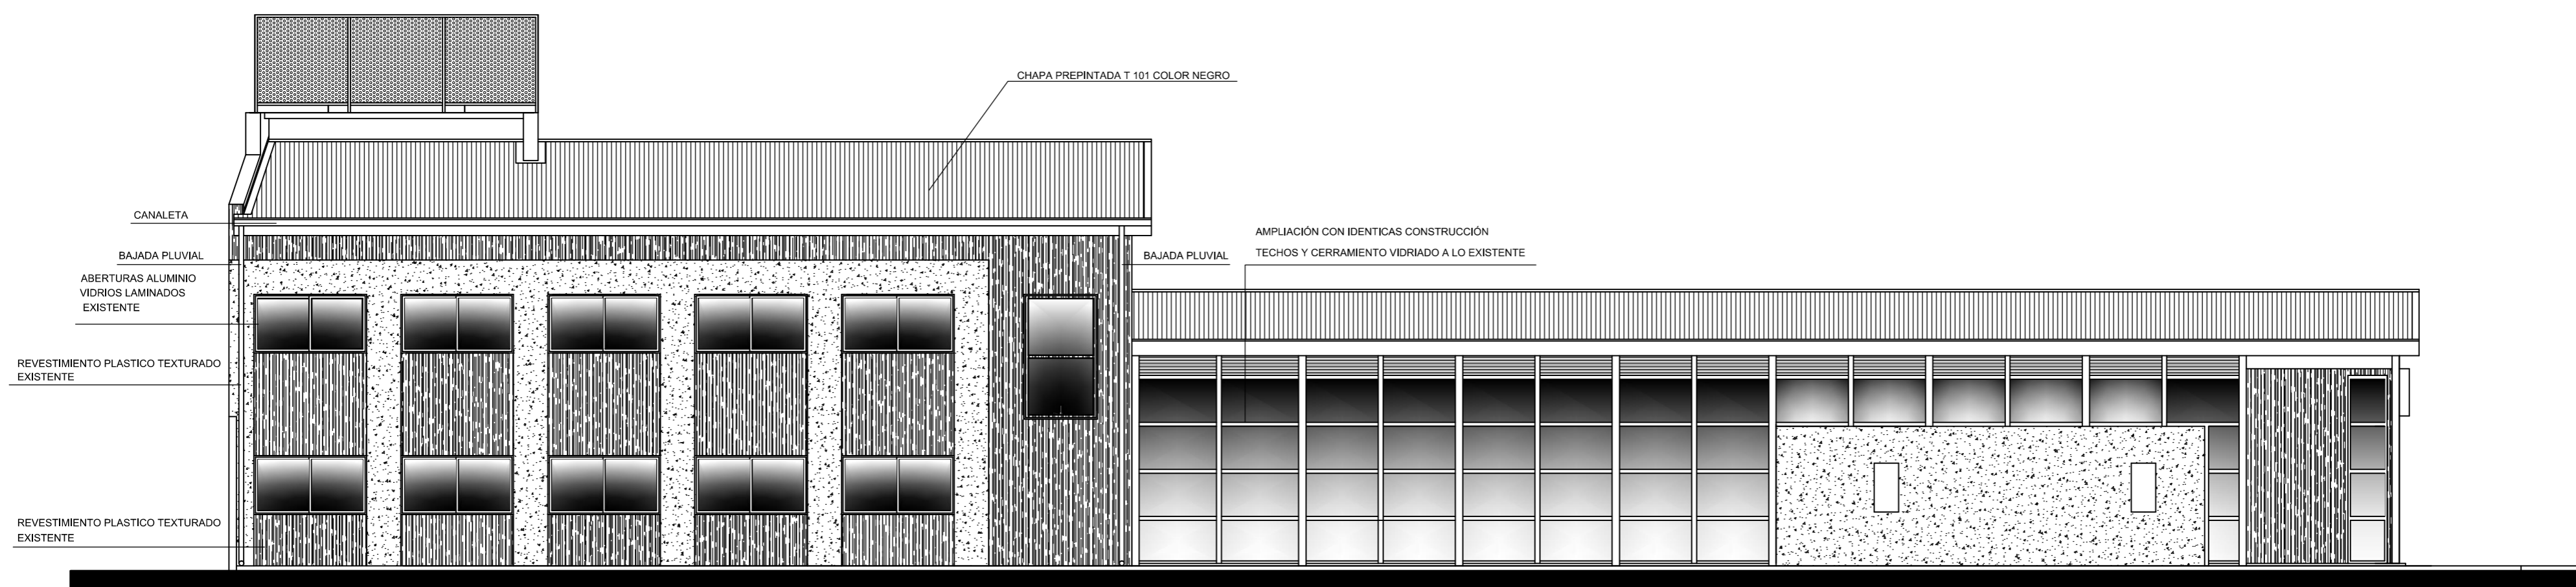 CHAPA PREPINTADA T 101 COLOR NEGRO
CANALETA
BAJADA PLUVIAL
ABERTURAS ALUMINIO
VIDRIOS LAMINADOS
EXISTENTE
REVESTIMIENTO PLASTICO TEXTURADO
EXISTENTE
REVESTIMIENTO PLASTICO TEXTURADO
EXISTENTE
BAJADA PLUVIAL
AMPLIACIÓN CON IDENTICAS CONSTRUCCIÓN
TECHOS Y CERRAMIENTO VIDRIADO A LO EXISTENTE